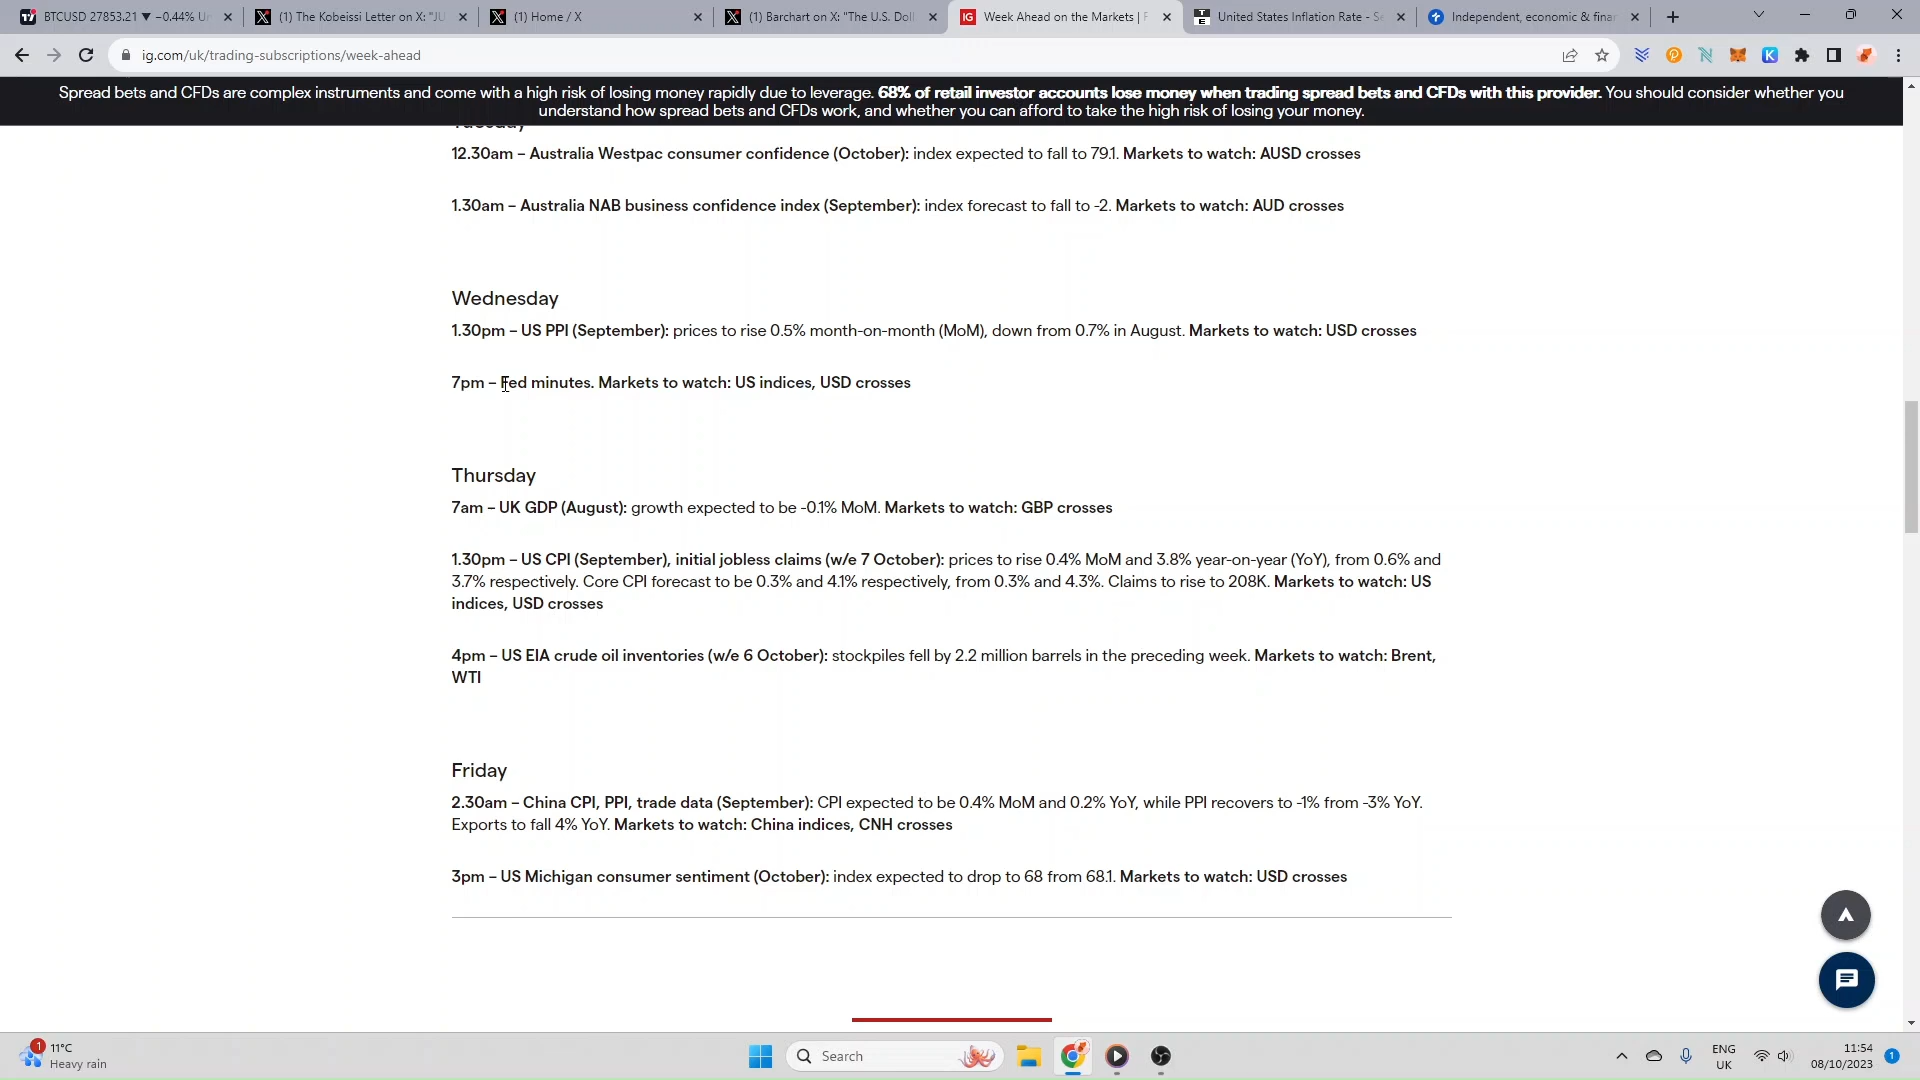 BTCUSD 27853.21 ▼ −0.44% Un
(1) The Kobeissi Letter on X: "JU
(1) Home / X
(1) Barchart on X: "The U.S. Doll
IG
Week Ahead on the Markets | F
United States Inflation Rate - Se
Independent, economic & finan
ig.com/uk/trading-subscriptions/week-ahead
Spread bets and CFDs are complex instruments and come with a high risk of losing money rapidly due to leverage. 68% of retail investor accounts lose money when trading spread bets and CFDs with this provider. You should consider whether you
understand how spread bets and CFDs work, and whether you can afford to take the high risk of losing your money.
Tuesday
12.30am – Australia Westpac consumer confidence (October): index expected to fall to 79.1. Markets to watch: AUSD crosses
1.30am – Australia NAB business confidence index (September): index forecast to fall to -2. Markets to watch: AUD crosses
Wednesday
1.30pm – US PPI (September): prices to rise 0.5% month-on-month (MoM), down from 0.7% in August. Markets to watch: USD crosses
7pm – Fed minutes. Markets to watch: US indices, USD crosses
Thursday
7am – UK GDP (August): growth expected to be -0.1% MoM. Markets to watch: GBP crosses
1.30pm – US CPI (September), initial jobless claims (w/e 7 October): prices to rise 0.4% MoM and 3.8% year-on-year (YoY), from 0.6% and
3.7% respectively. Core CPI forecast to be 0.3% and 4.1% respectively, from 0.3% and 4.3%. Claims to rise to 208K. Markets to watch: US
indices, USD crosses
4pm – US EIA crude oil inventories (w/e 6 October): stockpiles fell by 2.2 million barrels in the preceding week. Markets to watch: Brent,
WTI
Friday
2.30am – China CPI, PPI, trade data (September): CPI expected to be 0.4% MoM and 0.2% YoY, while PPI recovers to -1% from -3% YoY.
Exports to fall 4% YoY. Markets to watch: China indices, CNH crosses
3pm – US Michigan consumer sentiment (October): index expected to drop to 68 from 68.1. Markets to watch: USD crosses
1
11°C
Heavy rain
Search
ENG
UK
11:54
08/10/2023
1